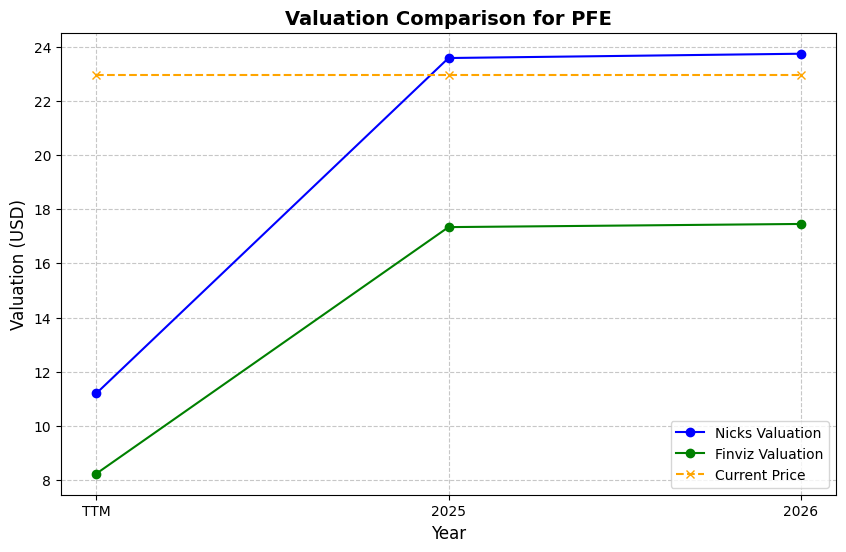 Valuation Comparison for PFE
Valuation (USD)
24
22
20
18
16
14
12
10
8
TTM
2025
2026
Year
Nicks Valuation
Finviz Valuation
Current Price